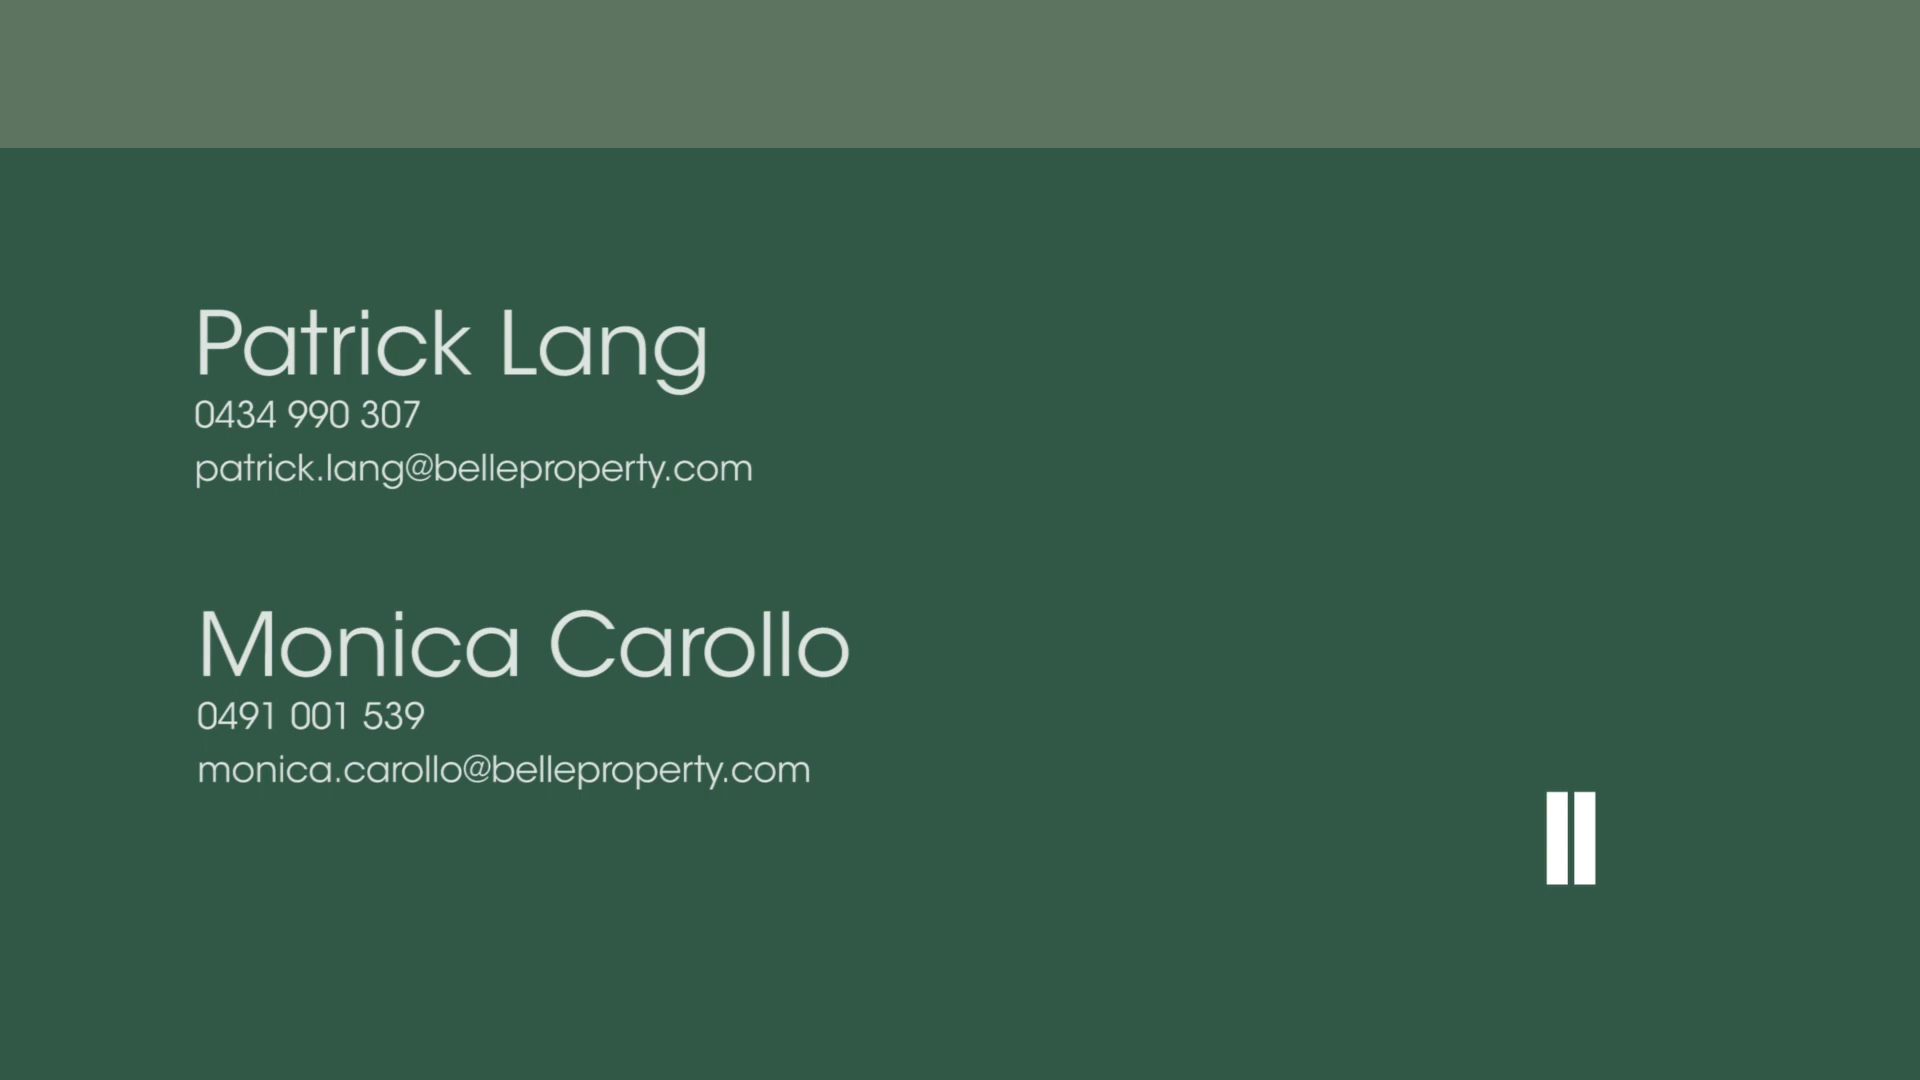 Patrick Lang
0434 990 307
patrick.lang@belleproperty.com
Monica Carollo
0491 001 539
monica.carollo@belleproperty.com